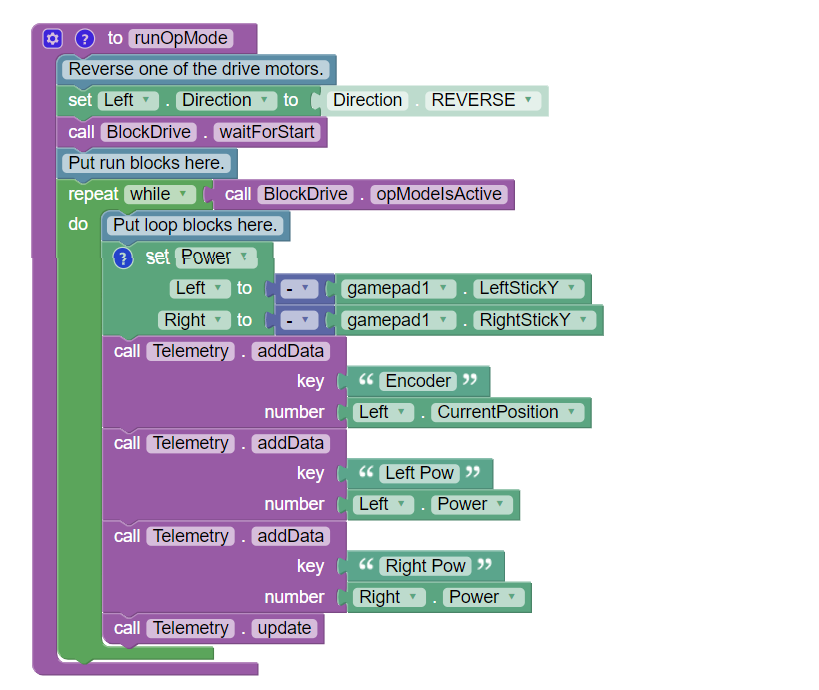 ? to runOpMode
Reverse one of the drive motors.
set Left . Direction to Direction . REVERSE
call BlockDrive . waitForStart
Put run blocks here.
repeat while call BlockDrive . opModeIsActive
do Put loop blocks here.
? set Power
Left to - gamepad1 . LeftStickY
Right to - gamepad1 . RightStickY
call Telemetry . addData
key “ Encoder ”
number Left . CurrentPosition
call Telemetry . addData
key “ Left Pow ”
number Left . Power
call Telemetry . addData
key “ Right Pow ”
number Right . Power
call Telemetry . update